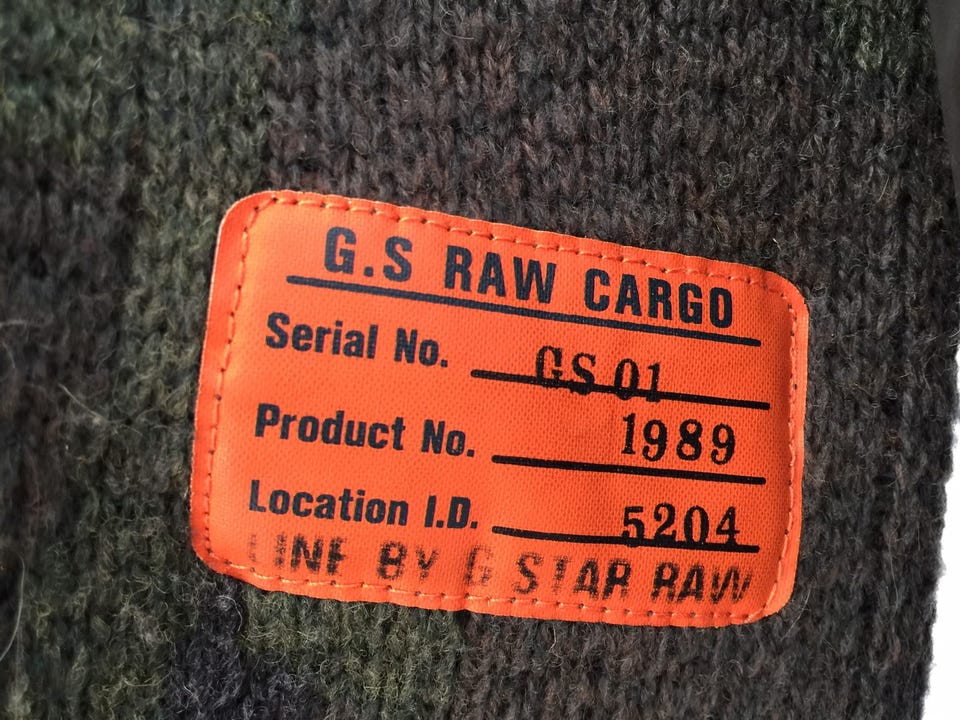 G.S RAW CARGO
Serial No. GS 01
Product No. 1989
Location I.D. 5204
LINE BY G STAR RAW